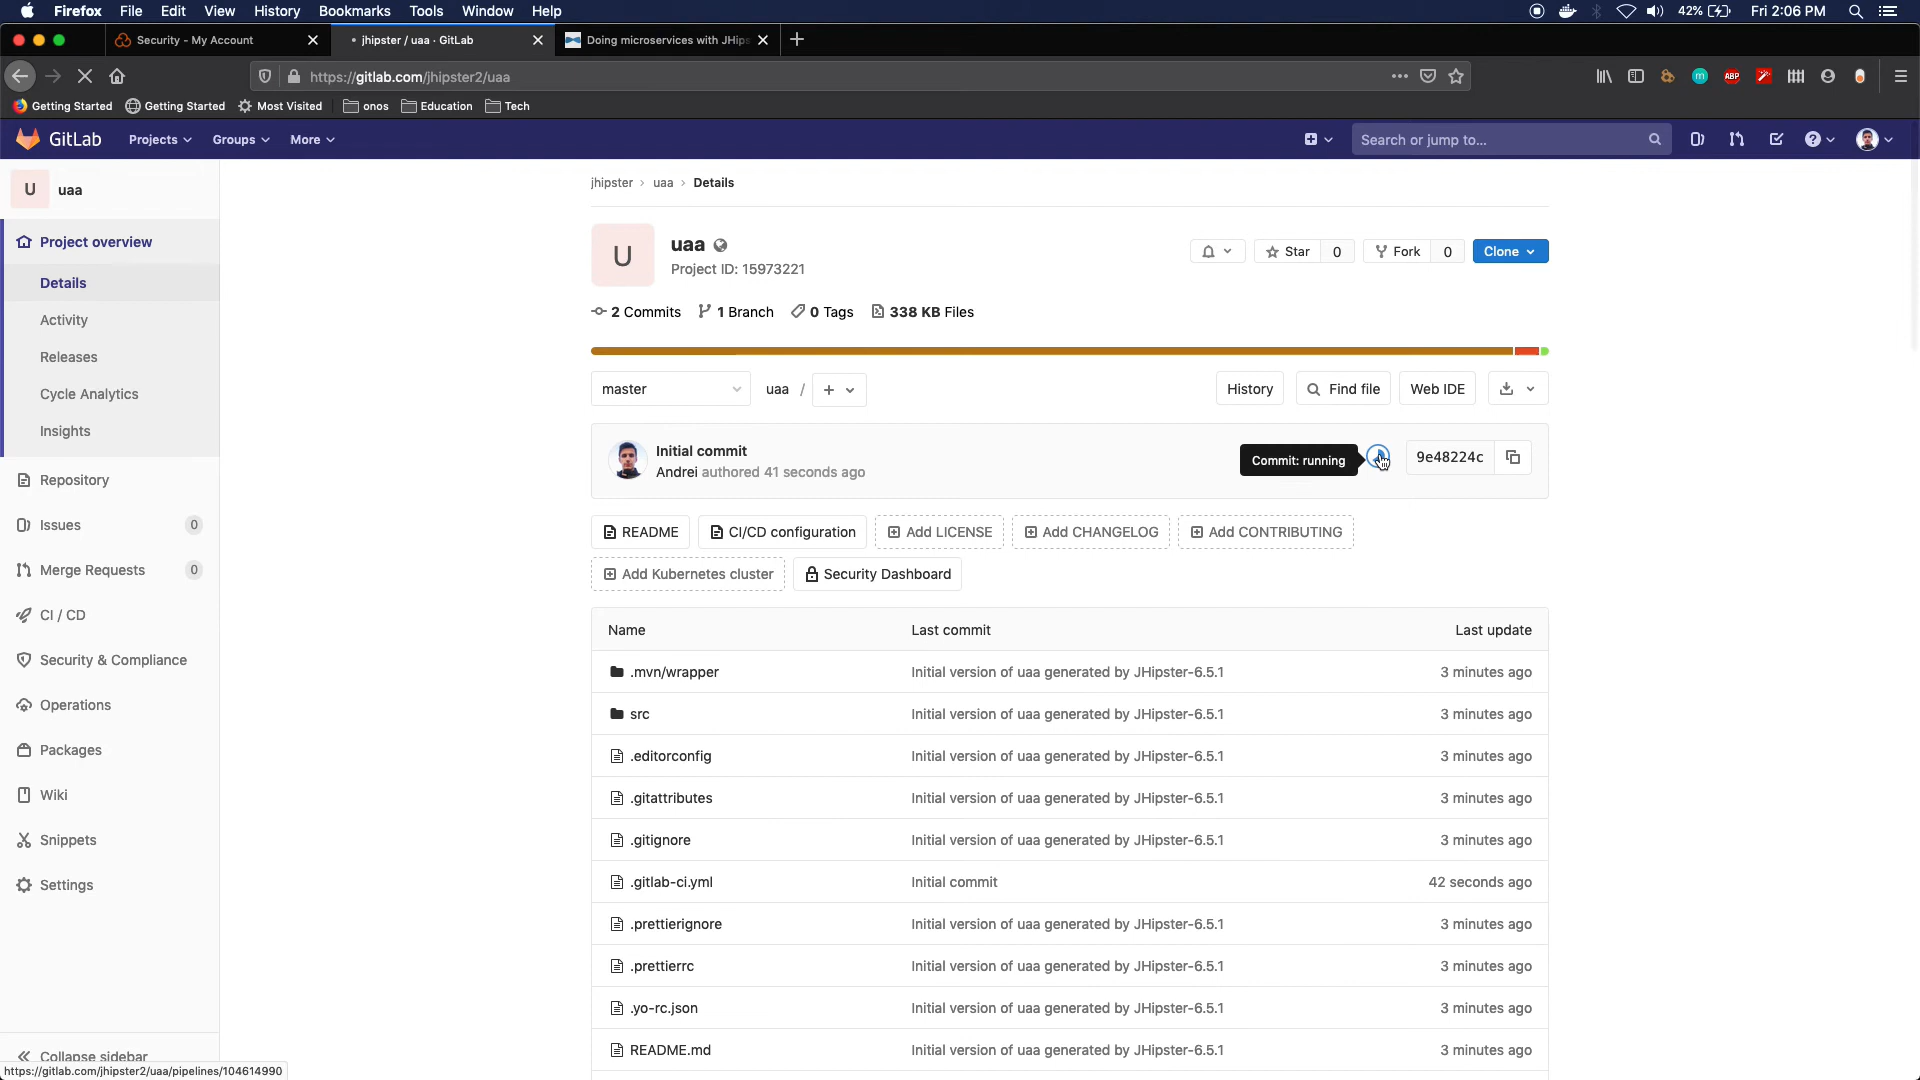 Firefox File Edit View History Bookmarks Tools Window Help 42% Fri 2:06 PM
Security - My Account
jhipster / uaa · GitLab
Doing microservices with JHips
https://gitlab.com/jhipster2/uaa
Getting Started Getting Started Most Visited onos Education Tech
GitLab Projects Groups More Search or jump to...
U uaa
Project overview
Details
Activity
Releases
Cycle Analytics
Insights
Repository
Issues 0
Merge Requests 0
CI / CD
Security & Compliance
Operations
Packages
Wiki
Snippets
Settings
Collapse sidebar
https://gitlab.com/jhipster2/uaa/pipelines/104614990
jhipster › uaa › Details
U
uaa
Project ID: 15973221
Star 0 Fork 0 Clone
2 Commits 1 Branch 0 Tags 338 KB Files
master uaa / + History Find file Web IDE
Initial commit
Andrei authored 41 seconds ago
Commit: running
9e48224c
README CI/CD configuration Add LICENSE Add CHANGELOG Add CONTRIBUTING
Add Kubernetes cluster Security Dashboard
Name Last commit Last update
.mvn/wrapper Initial version of uaa generated by JHipster-6.5.1 3 minutes ago
src Initial version of uaa generated by JHipster-6.5.1 3 minutes ago
.editorconfig Initial version of uaa generated by JHipster-6.5.1 3 minutes ago
.gitattributes Initial version of uaa generated by JHipster-6.5.1 3 minutes ago
.gitignore Initial version of uaa generated by JHipster-6.5.1 3 minutes ago
.gitlab-ci.yml Initial commit 42 seconds ago
.prettierignore Initial version of uaa generated by JHipster-6.5.1 3 minutes ago
.prettierrc Initial version of uaa generated by JHipster-6.5.1 3 minutes ago
.yo-rc.json Initial version of uaa generated by JHipster-6.5.1 3 minutes ago
README.md Initial version of uaa generated by JHipster-6.5.1 3 minutes ago